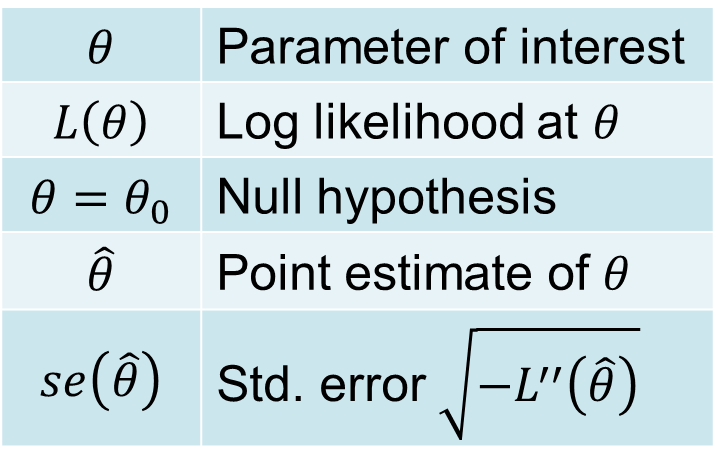 θ Parameter of interest
L(θ) Log likelihood at θ
θ = θ₀ Null hypothesis
θ̂ Point estimate of θ
se(θ̂) Std. error √(−L′′(θ̂))